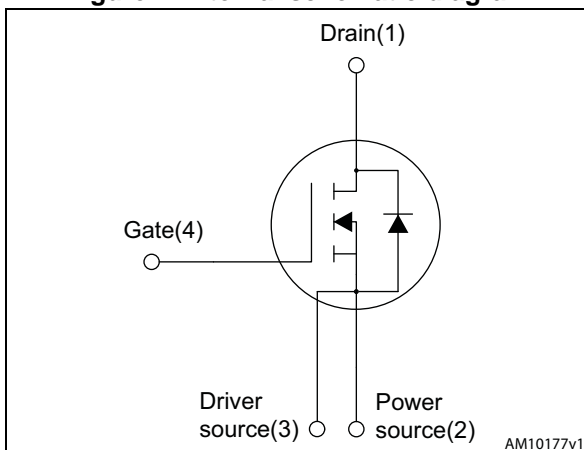 Drain(1)
Gate(4)
Driver
source(3)
Power
source(2)
AM10177v1